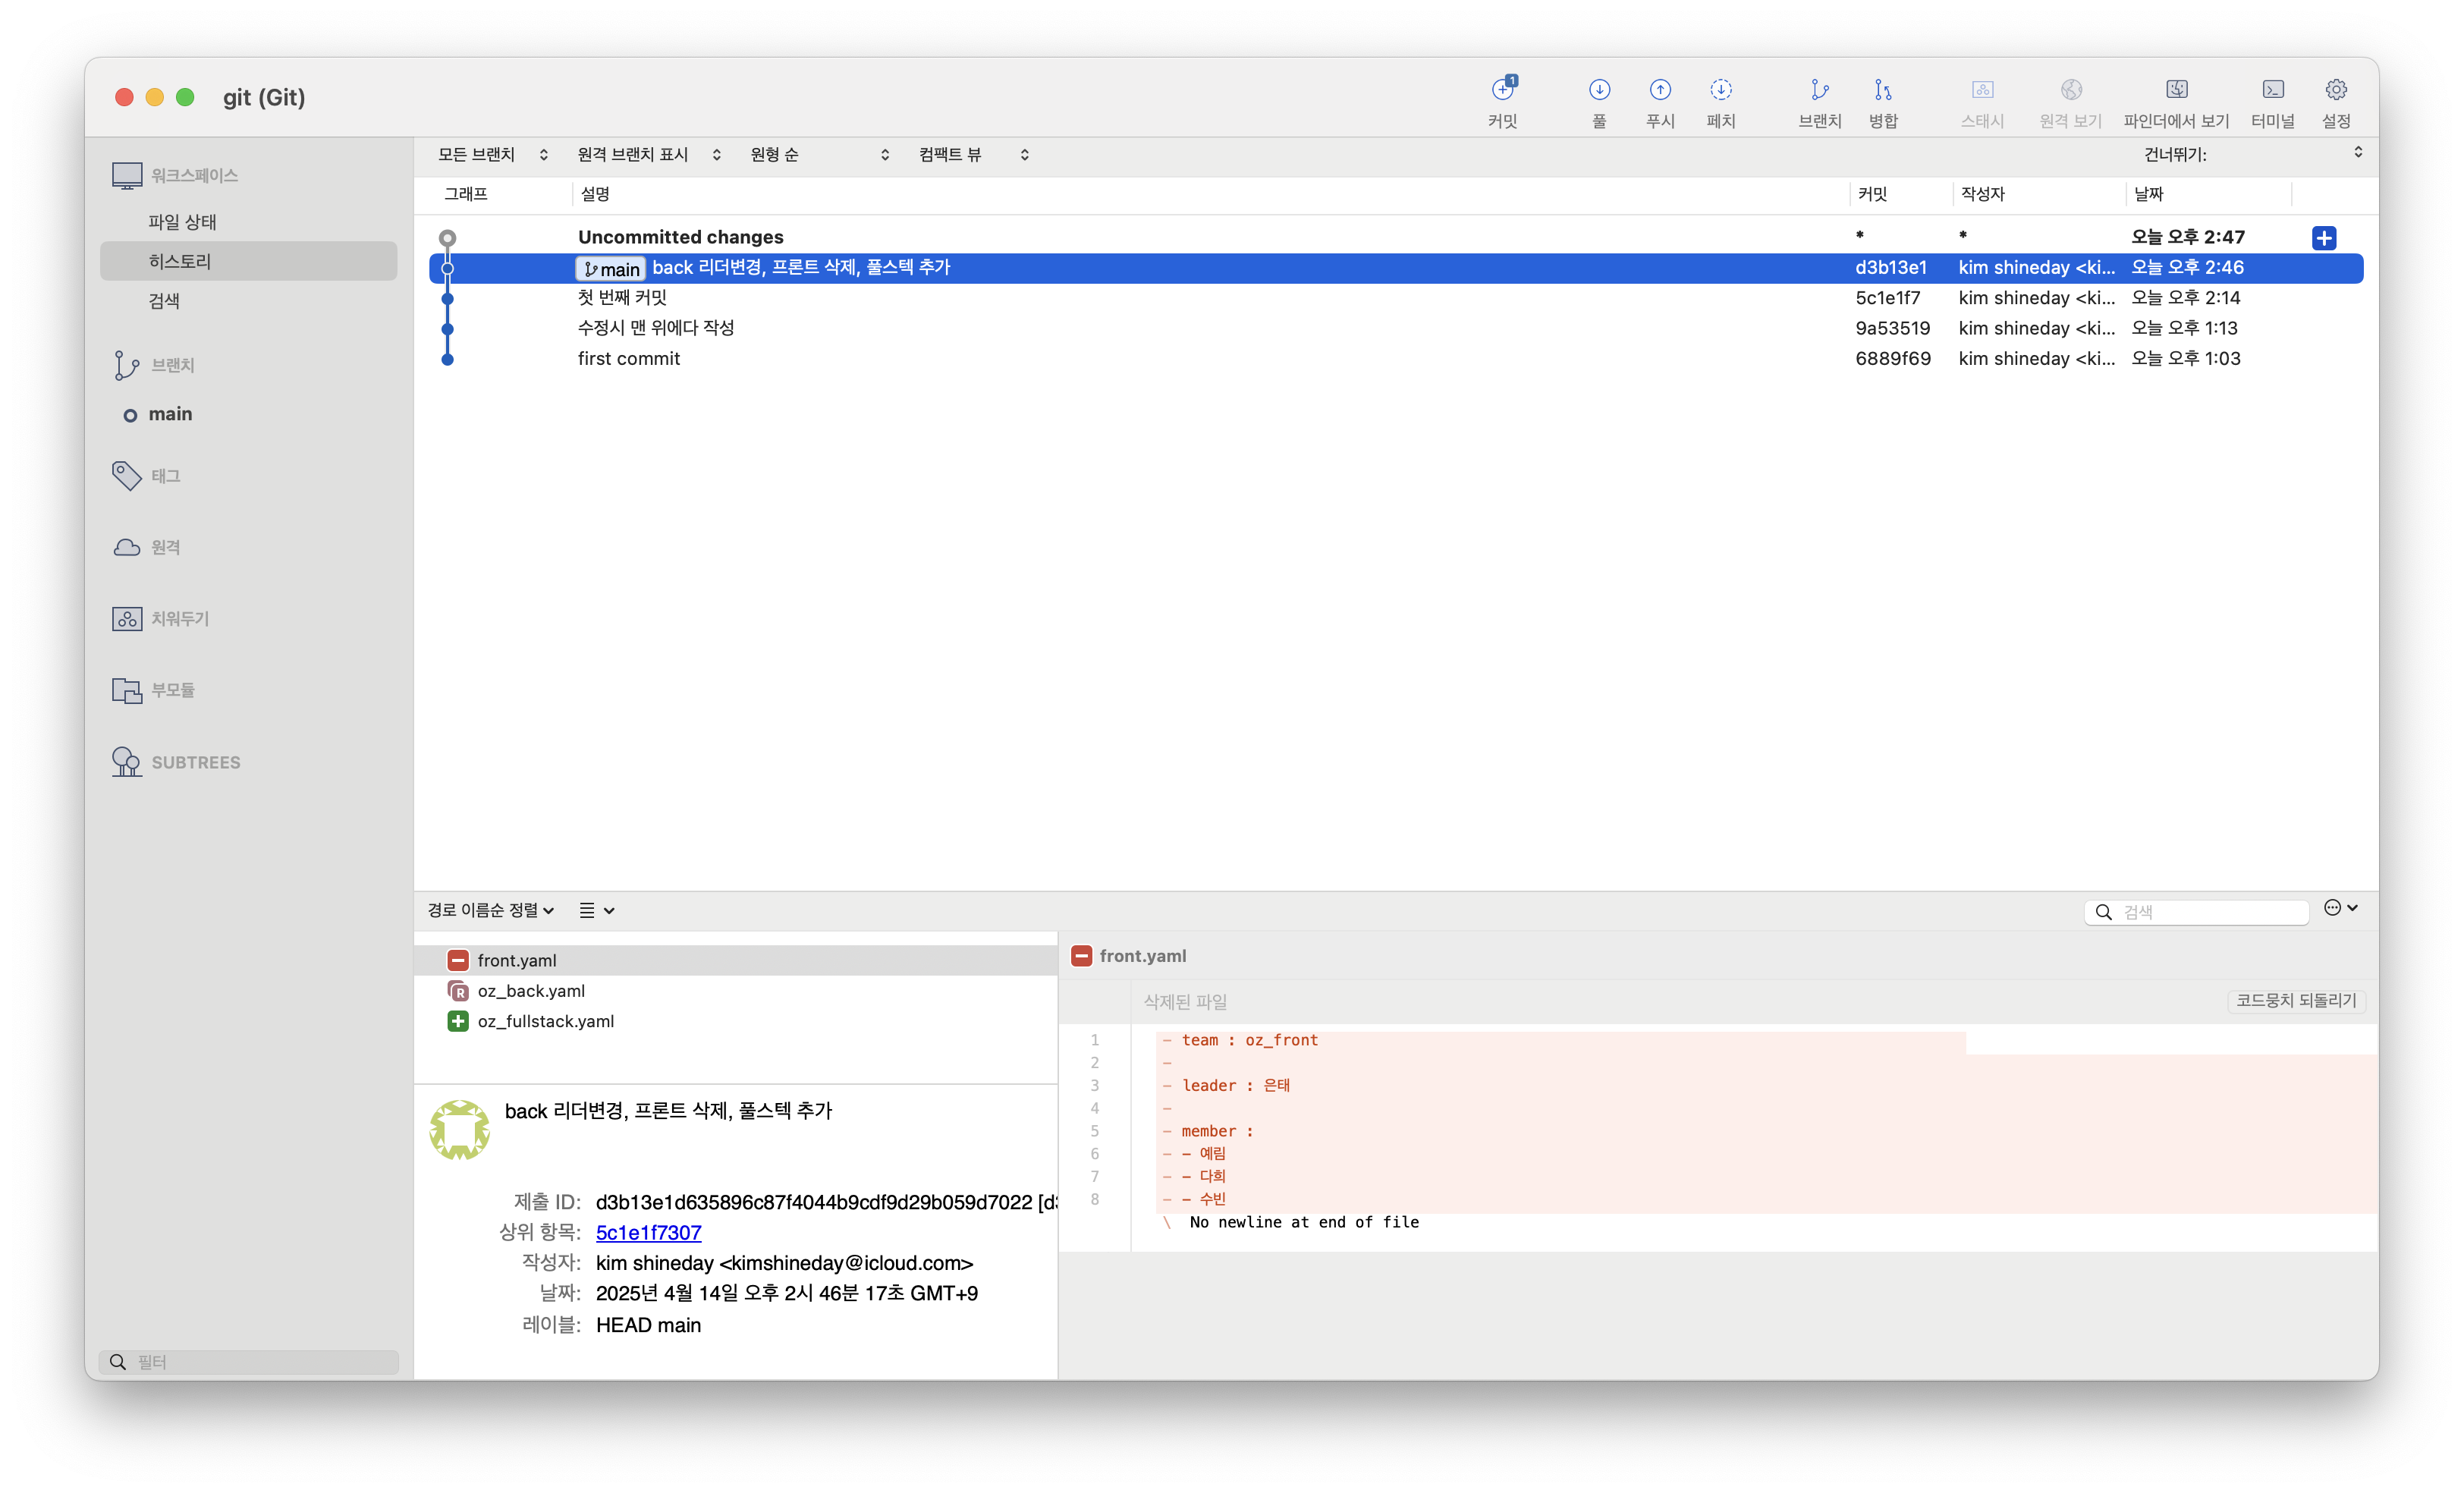 git (Git)
1
커밋
풀
푸시
페치
브랜치
병합
스태시
원격 보기
파인더에서 보기
터미널
설정
워크스페이스
파일 상태
히스토리
검색
브랜치
main
태그
원격
치워두기
부모듈
SUBTREES
필터
모든 브랜치
원격 브랜치 표시
원형 순
컴팩트 뷰
건너뛰기:
그래프 설명 커밋 작성자 날짜
Uncommitted changes * * 오늘 오후 2:47
main back 리더변경, 프론트 삭제, 풀스텍 추가 d3b13e1 kim shineday <ki... 오늘 오후 2:46
첫 번째 커밋 5c1e1f7 kim shineday <ki... 오늘 오후 2:14
수정시 맨 위에다 작성 9a53519 kim shineday <ki... 오늘 오후 1:13
first commit 6889f69 kim shineday <ki... 오늘 오후 1:03
경로 이름순 정렬
검색
front.yaml
R oz_back.yaml
oz_fullstack.yaml
back 리더변경, 프론트 삭제, 풀스텍 추가
제출 ID: d3b13e1d635896c87f4044b9cdf9d29b059d7022 [d3
상위 항목: 5c1e1f7307
작성자: kim shineday <kimshineday@icloud.com>
날짜: 2025년 4월 14일 오후 2시 46분 17초 GMT+9
레이블: HEAD main
front.yaml
삭제된 파일
코드뭉치 되돌리기
1 - team : oz_front
2 -
3 - leader : 은태
4 -
5 - member :
6 - - 예림
7 - - 다희
8 - - 수빈
\ No newline at end of file